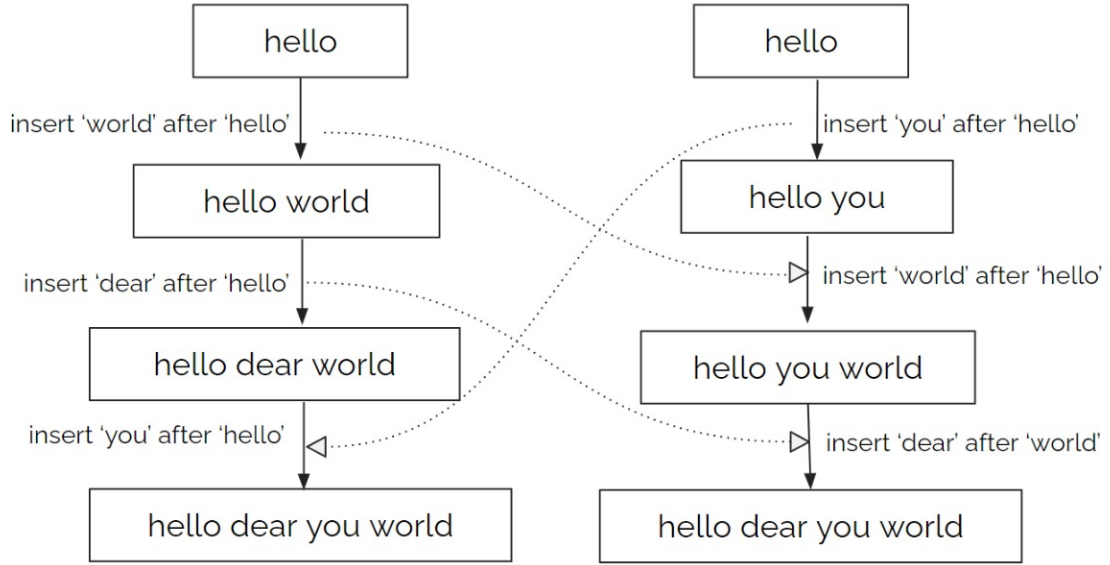 hello
insert ‘world’ after ‘hello’
hello world
insert ‘dear’ after ‘hello’
hello dear world
insert ‘you’ after ‘hello’
hello dear you world
hello
insert ‘you’ after ‘hello’
hello you
insert ‘world’ after ‘hello’
hello you world
insert ‘dear’ after ‘world’
hello dear you world